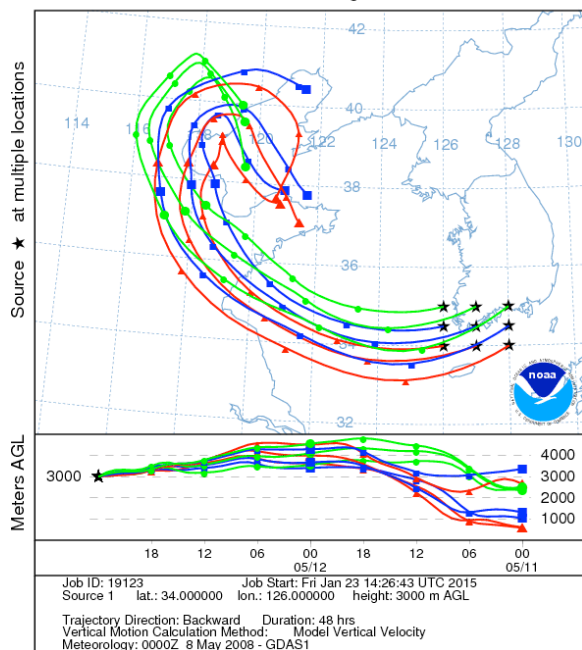 42
40
114
116
118
120
122
124
126
128
130
38
36
34
32
Source ★ at multiple locations
noaa
Meters AGL
3000
4000
3000
2000
1000
18 12 06 00 18 12 06 00
05/12 05/11
Job ID: 19123 Job Start: Fri Jan 23 14:26:43 UTC 2015
Source 1 lat.: 34.000000 lon.: 126.000000 height: 3000 m AGL
Trajectory Direction: Backward Duration: 48 hrs
Vertical Motion Calculation Method: Model Vertical Velocity
Meteorology: 0000Z 8 May 2008 - GDAS1